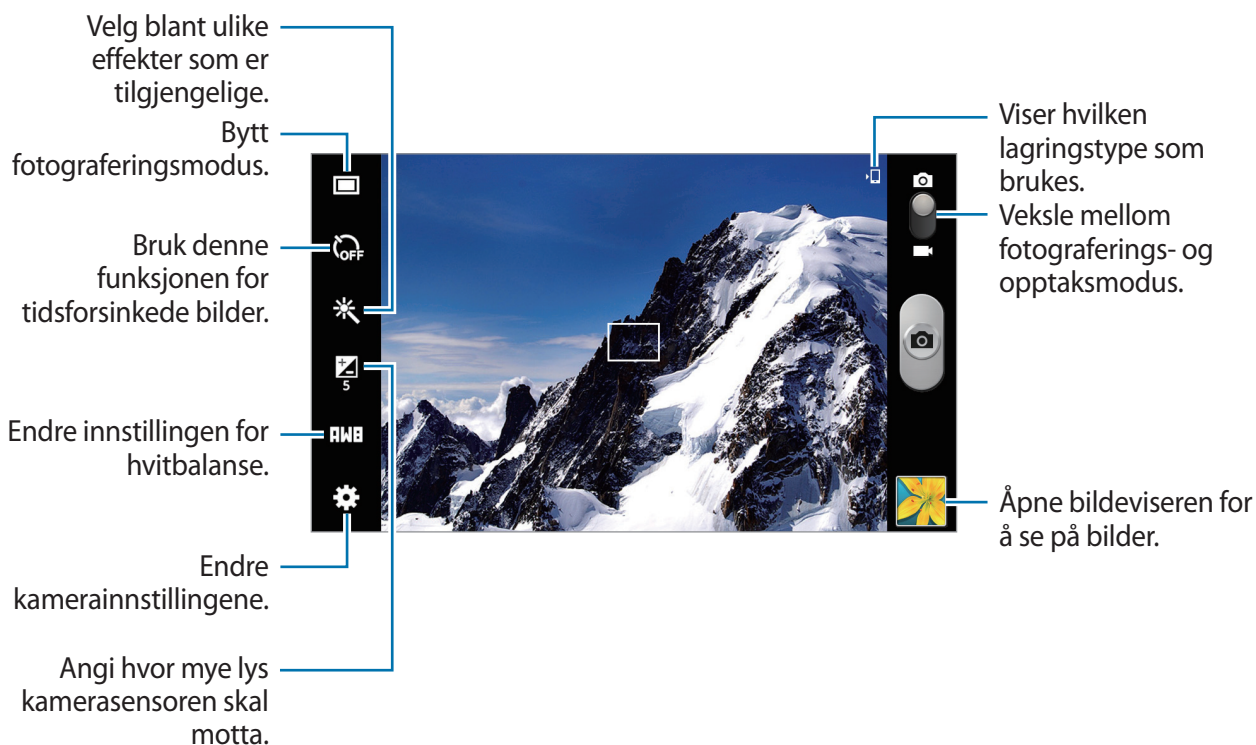 Velg blant ulike
effekter som er
tilgjengelige.
Bytt
fotograferingsmodus.
Bruk denne
funksjonen for
tidsforsinkede bilder.
Endre innstillingen for
hvitbalanse.
Endre
kamerainnstillingene.
Angi hvor mye lys
kamerasensoren skal
motta.
OFF
5
AWB
Viser hvilken
lagringstype som
brukes.
Veksle mellom
fotograferings- og
opptaksmodus.
Åpne bildeviseren for
å se på bilder.